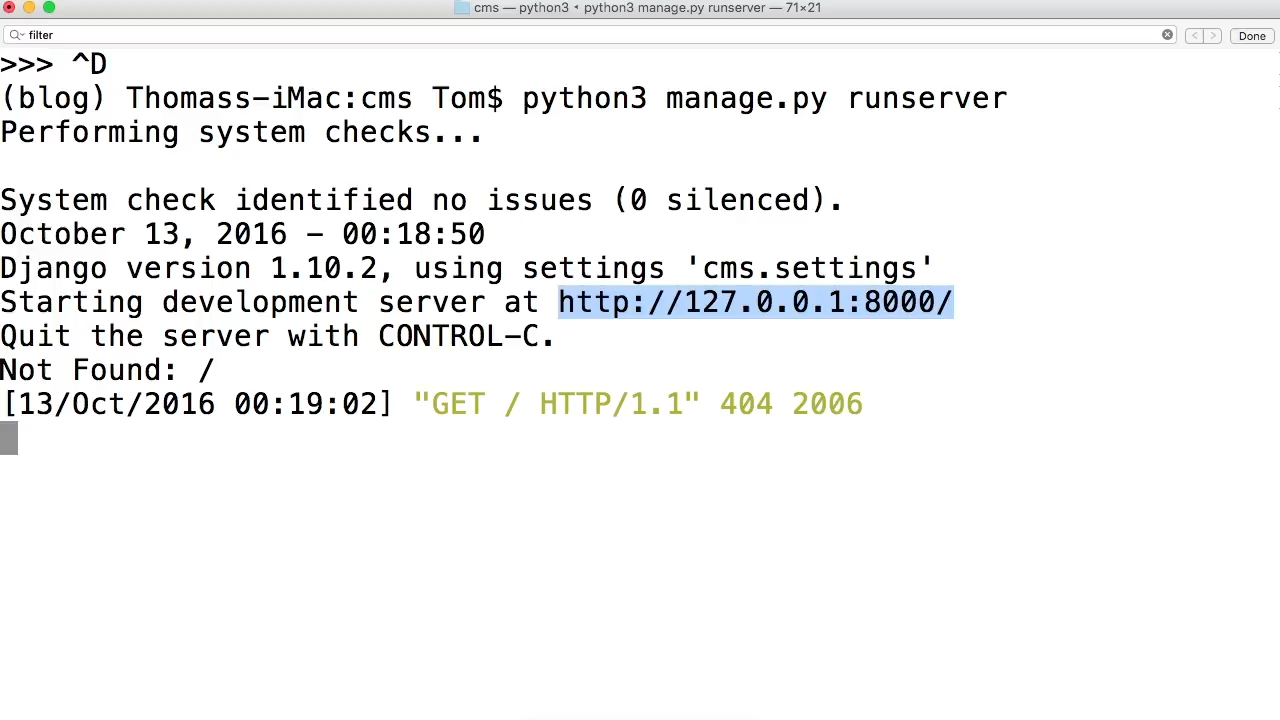 cms — python3 • python3 manage.py runserver — 71×21
filter
Done
>>> ^D
(blog) Thomass-iMac:cms Tom$ python3 manage.py runserver
Performing system checks...
System check identified no issues (0 silenced).
October 13, 2016 - 00:18:50
Django version 1.10.2, using settings 'cms.settings'
Starting development server at http://127.0.0.1:8000/
Quit the server with CONTROL-C.
Not Found: /
[13/Oct/2016 00:19:02] "GET / HTTP/1.1" 404 2006